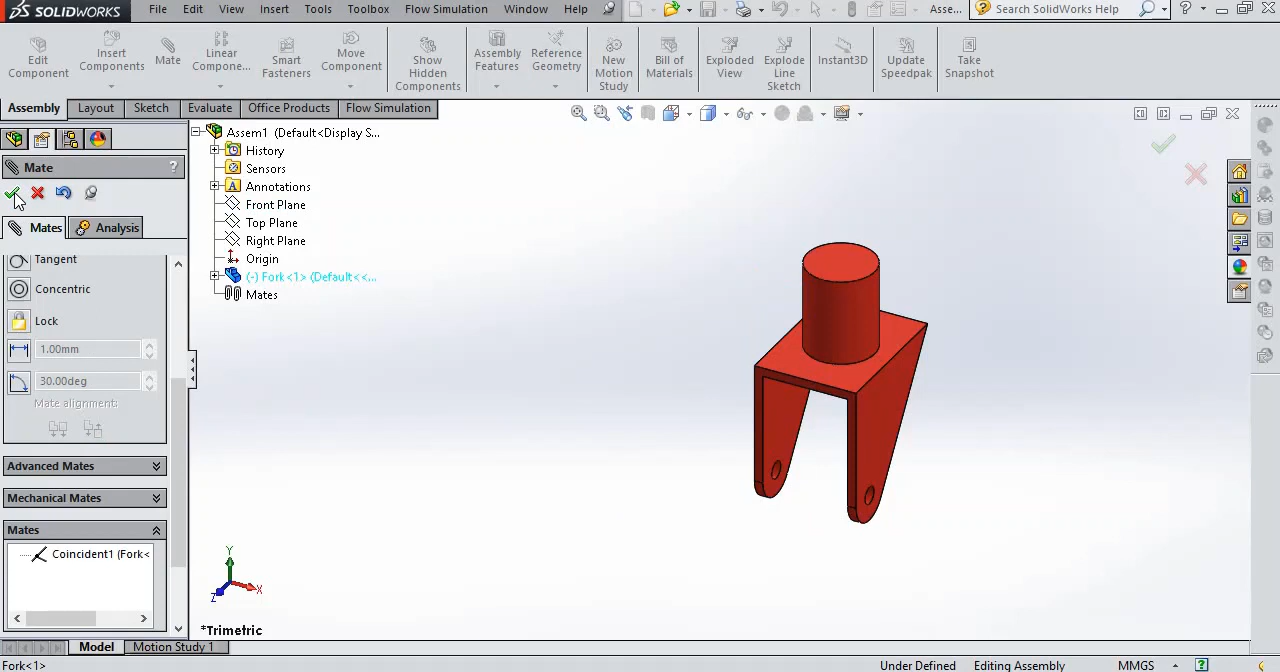 SOLIDWORKS File Edit View Insert Tools Toolbox Flow Simulation Window Help Asse... Search SolidWorks Help
Edit Component
Insert Components
Mate
Linear Compone...
Smart Fasteners
Move Component
Show Hidden Components
Assembly Features
Reference Geometry
New Motion Study
Bill of Materials
Exploded View
Explode Line Sketch
Instant3D
Update Speedpak
Take Snapshot
Assembly Layout Sketch Evaluate Office Products Flow Simulation
Mate ?
Mates Analysis
Tangent
Concentric
Lock
1.00mm
30.00deg
Mate alignment:
Advanced Mates
Mechanical Mates
Mates
Coincident1 (Fork<
Assem1 (Default<Display S...
History
Sensors
Annotations
Front Plane
Top Plane
Right Plane
Origin
(-) Fork<1> (Default<<...
Mates
Y
X
Z
*Trimetric
Model Motion Study 1
Fork<1> Under Defined Editing Assembly MMGS